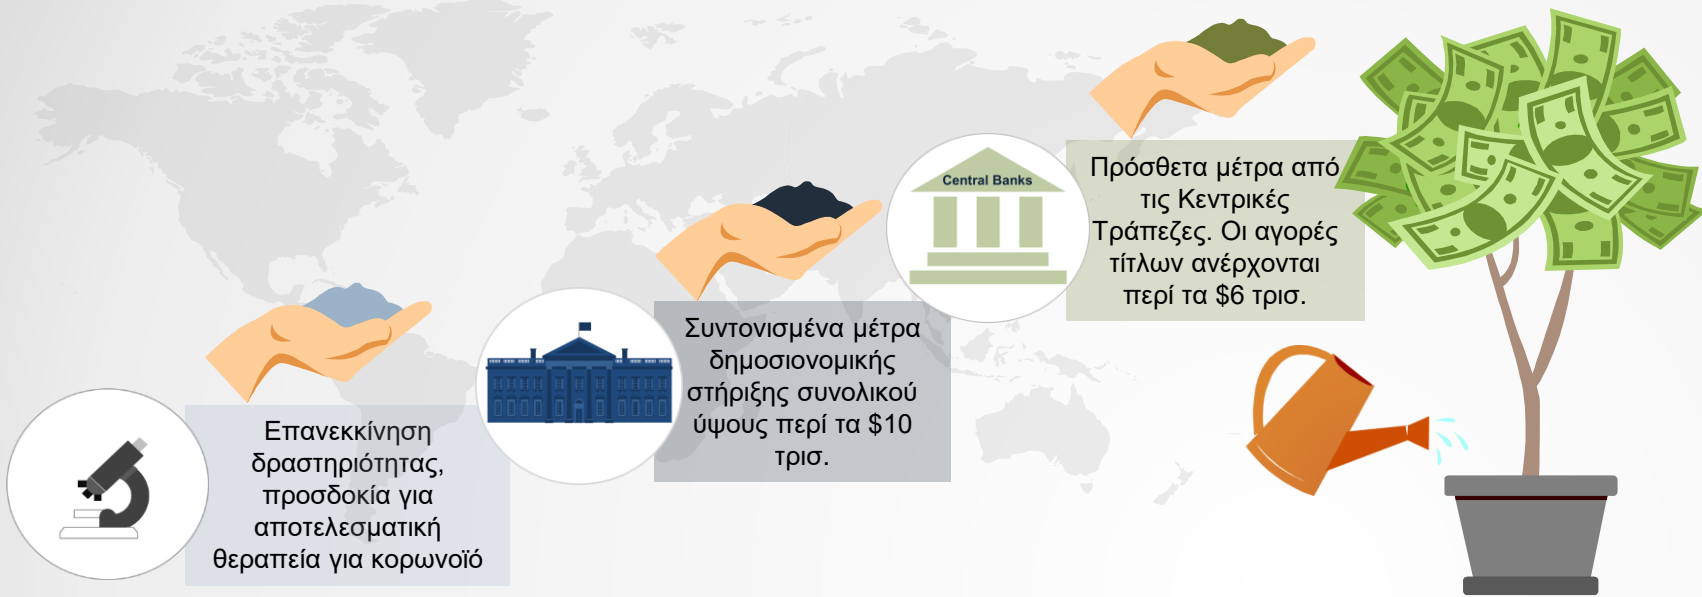 Επανεκκίνηση
δραστηριότητας,
προσδοκία για
αποτελεσματική
θεραπεία για κορωνοϊό
Συντονισμένα μέτρα
δημοσιονομικής
στήριξης συνολικού
ύψους περί τα $10
τρισ.
Central Banks
Πρόσθετα μέτρα από
τις Κεντρικές
Τράπεζες. Οι αγορές
τίτλων ανέρχονται
περί τα $6 τρισ.